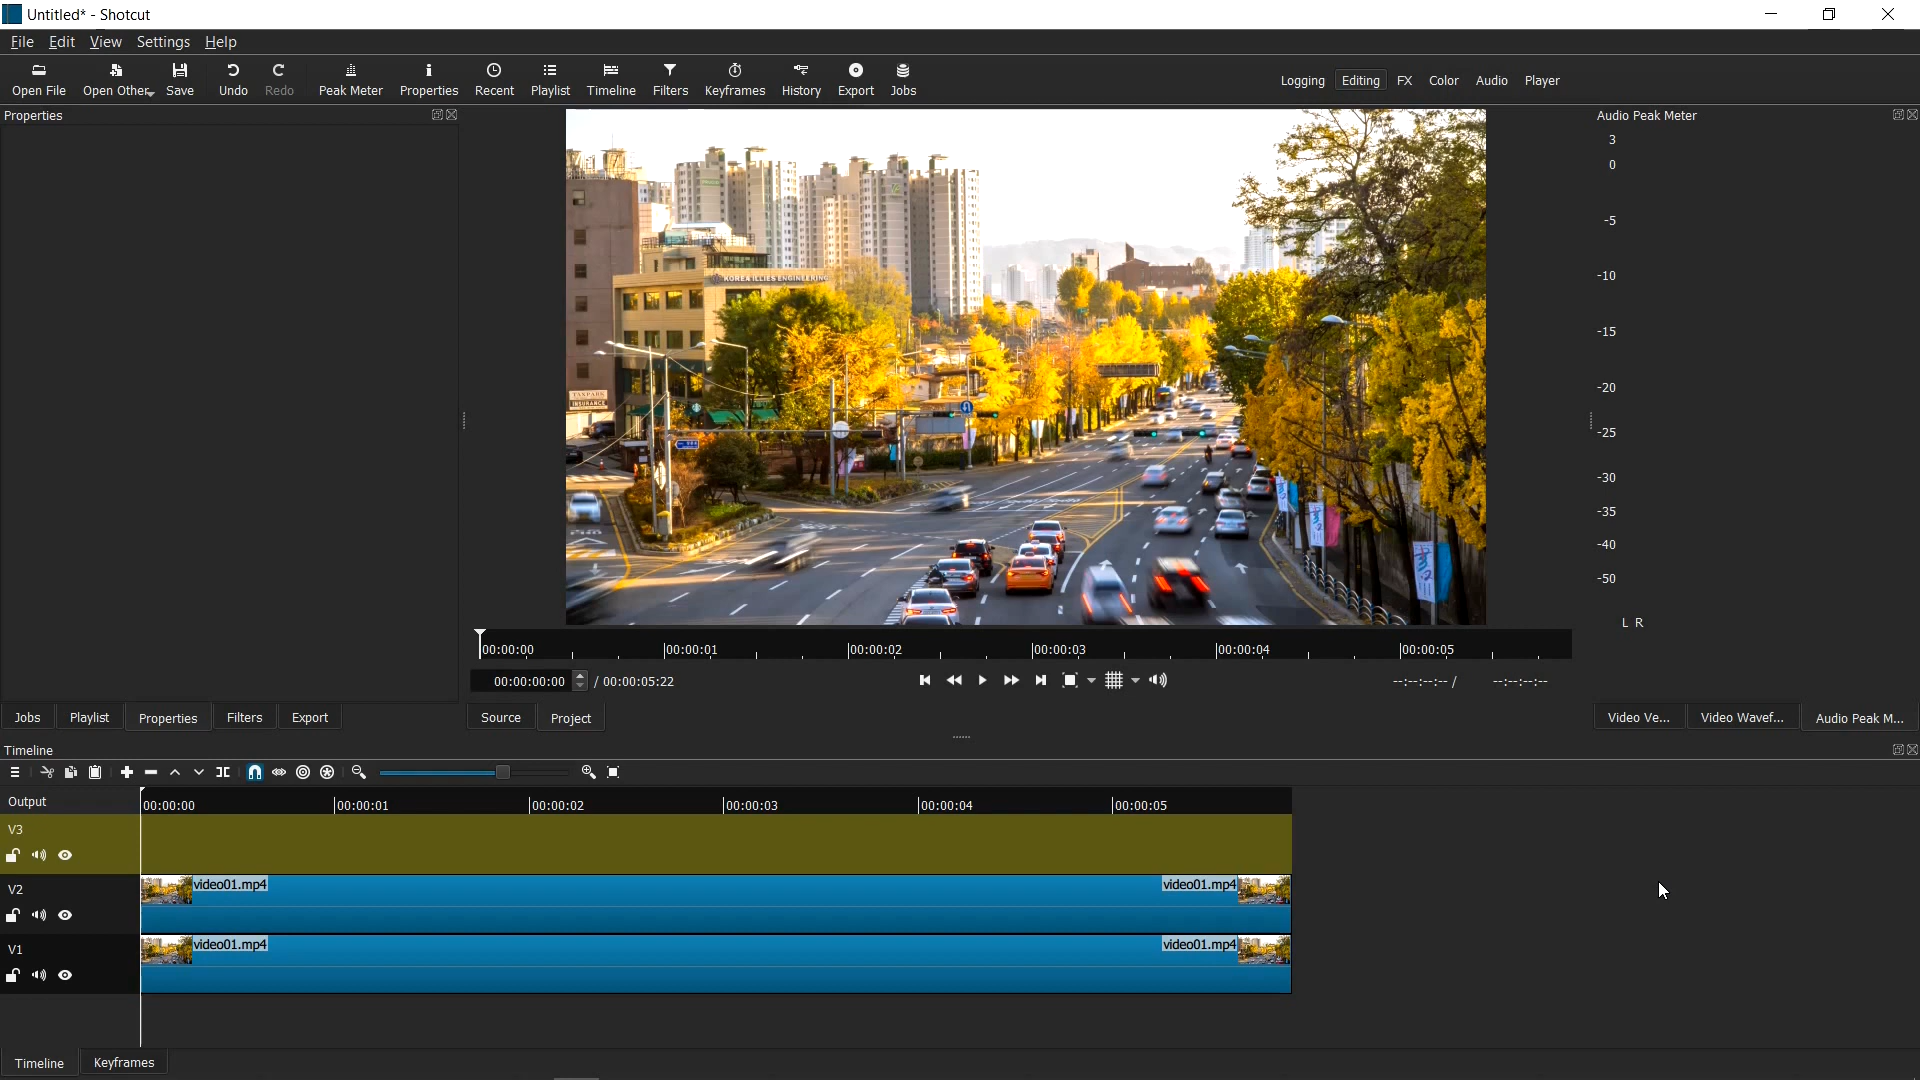 Untitled* - Shotcut
File Edit View Settings Help
Open File Open Other Save Undo Redo Peak Meter Properties Recent Playlist Timeline Filters Keyframes History Export Jobs
Logging Editing FX Color Audio Player
Properties
Audio Peak Meter
3
0
-5
-10
-15
-20
-25
-30
-35
-40
-50
L R
KOREA ILLIES ENGINEERING
INSURANCE
00:00:00 00:00:01 00:00:02 00:00:03 00:00:04 00:00:05
00:00:00:00 / 00:00:05:22
--:--:--:-- / --:--:--:--
Jobs Playlist Properties Filters Export
Source Project
Video Ve... Video Wavef... Audio Peak M...
Timeline
Output
00:00:00 00:00:01 00:00:02 00:00:03 00:00:04 00:00:05
V3
V2
video01.mp4 video01.mp4
V1
video01.mp4 video01.mp4
Timeline Keyframes